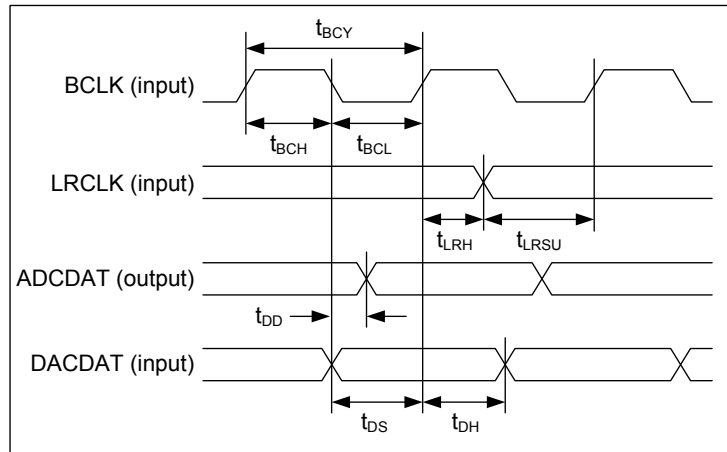 tBCY
BCLK (input)
tBCH tBCL
LRCLK (input)
tLRH tLRSU
ADCDAT (output)
tDD
DACDAT (input)
tDS tDH